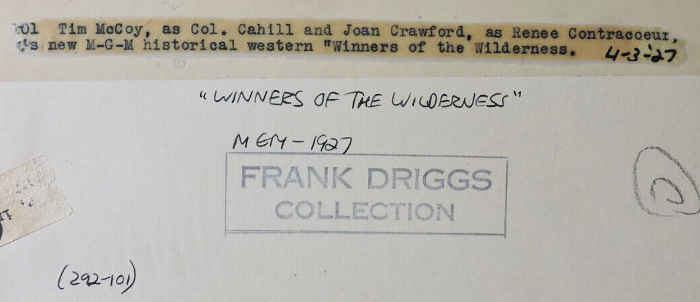 101 Tim McCoy, as Col. Cahill and Joan Crawford, as Renee Contracoeur,
new M-G-M historical western "Winners of the Wilderness.
4-3-27
"WINNERS OF THE WILDERNESS"
MGM-1927
FRANK DRIGGS
COLLECTION
(292-101)